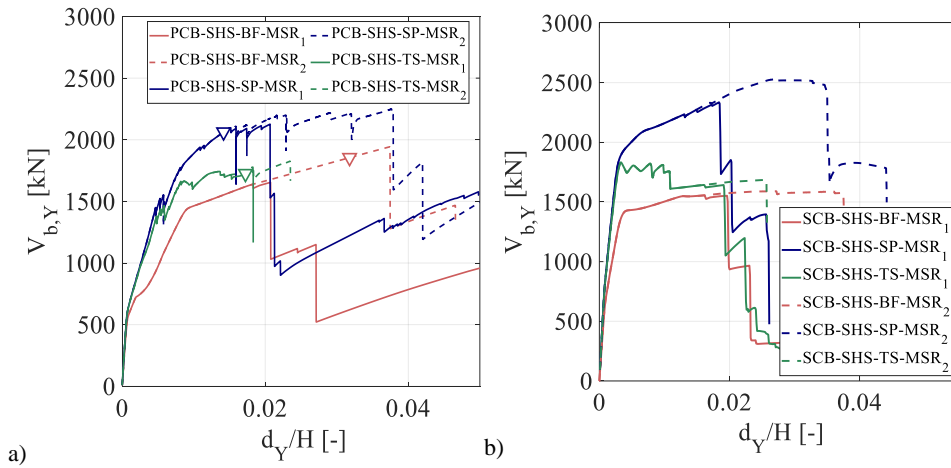 3000
2500
2000
1500
1000
500
0
V_b,Y [kN]
PCB-SHS-BF-MSR_1
PCB-SHS-BF-MSR_2
PCB-SHS-SP-MSR_1
PCB-SHS-SP-MSR_2
PCB-SHS-TS-MSR_1
PCB-SHS-TS-MSR_2
0 0.02 0.04
d_Y/H [-]
a)
3000
2500
2000
1500
1000
500
0
V_b,Y [kN]
SCB-SHS-BF-MSR_1
SCB-SHS-SP-MSR_1
SCB-SHS-TS-MSR_1
SCB-SHS-BF-MSR_2
SCB-SHS-SP-MSR_2
SCB-SHS-TS-MSR_2
0 0.02 0.04
d_Y/H [-]
b)